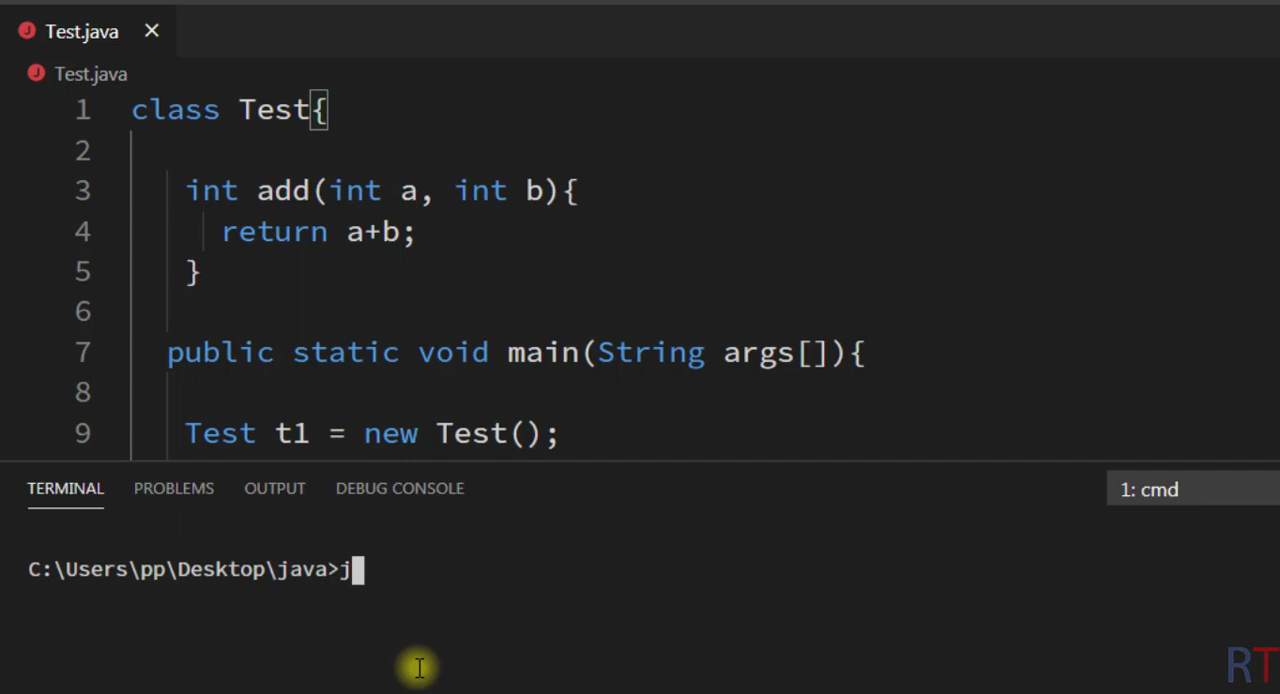 Test.java
Test.java
1 class Test{
2
3 int add(int a, int b){
4 return a+b;
5 }
6
7 public static void main(String args[]){
8
9 Test t1 = new Test();
TERMINAL PROBLEMS OUTPUT DEBUG CONSOLE 1: cmd
C:\Users\pp\Desktop\java>j
RT